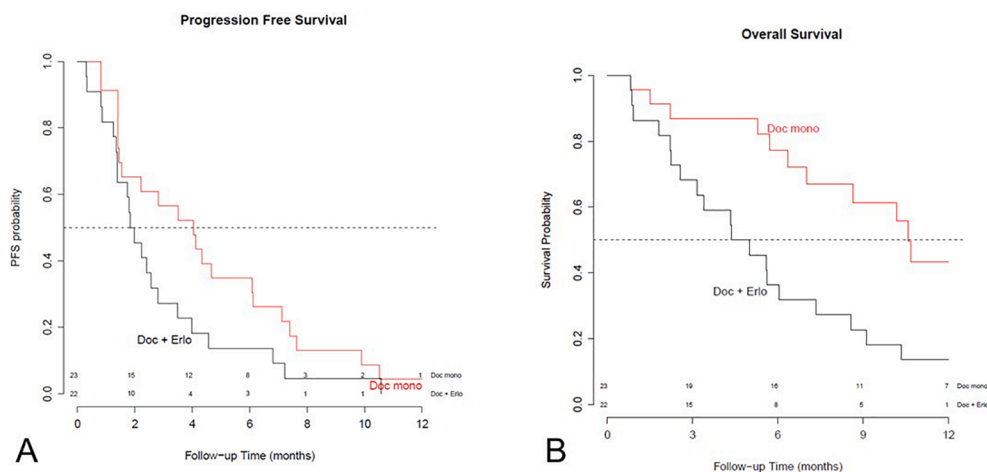 Progression Free Survival
1.0
0.8
0.6
0.4
0.2
0.0
PFS probability
Doc + Erlo
Doc mono
23 15 12 8 3 2 1 Doc mono
22 10 4 3 1 1 Doc + Erlo
0 2 4 6 8 10 12
Follow-up Time (months)
A
Overall Survival
1.0
0.8
0.6
0.4
0.2
0.0
Survival Probability
Doc mono
Doc + Erlo
23 19 16 11 7 Doc mono
22 15 8 5 1 Doc + Erlo
0 3 6 9 12
Follow-up Time (months)
B